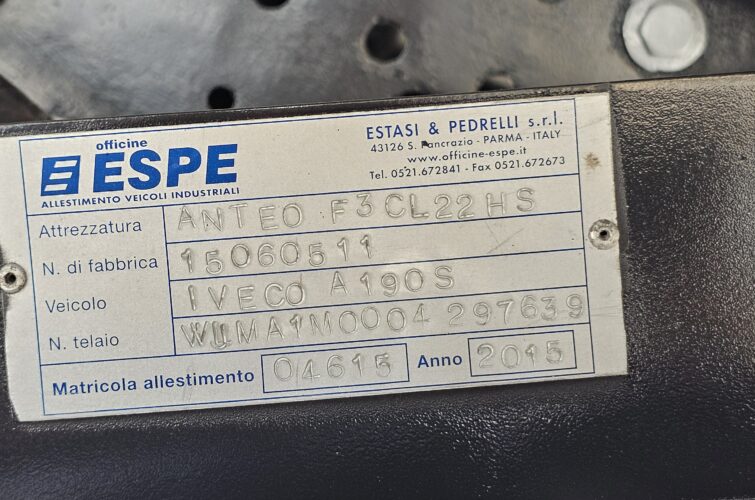 officine
ESPE
ALLESTIMENTO VEICOLI INDUSTRIALI
ESTASI & PEDRELLI s.r.l.
43126 S. Pancrazio - PARMA - ITALY
www.officine-espe.it
Tel. 0521.672841 - Fax 0521.672673
Attrezzatura ANTEO F3CL22HS
N. di fabbrica 15060511
Veicolo IVECO A190S
N. telaio WJMA1M0004297639
Matricola allestimento 04615 Anno 2015